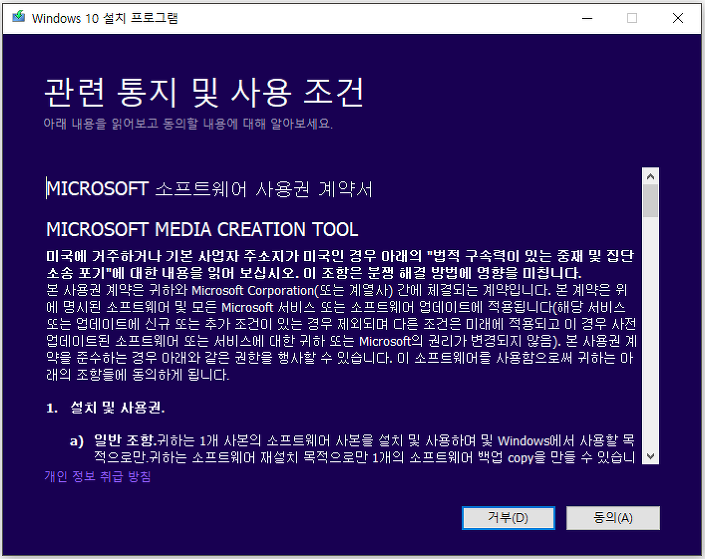 Windows 10 설치 프로그램
관련 통지 및 사용 조건
아래 내용을 읽어보고 동의할 내용에 대해 알아보세요.
MICROSOFT 소프트웨어 사용권 계약서
MICROSOFT MEDIA CREATION TOOL
미국에 거주하거나 기본 사업자 주소지가 미국인 경우 아래의 "법적 구속력이 있는 중재 및 집단
소송 포기"에 대한 내용을 읽어 보십시오. 이 조항은 분쟁 해결 방법에 영향을 미칩니다.
본 사용권 계약은 귀하와 Microsoft Corporation(또는 계열사) 간에 체결되는 계약입니다. 본 계약은 위
에 명시된 소프트웨어 및 모든 Microsoft 서비스 또는 소프트웨어 업데이트에 적용됩니다(해당 서비스
또는 업데이트에 신규 또는 추가 조건이 있는 경우 제외되며 다른 조건은 미래에 적용되고 이 경우 사전
업데이트된 소프트웨어 또는 서비스에 대한 귀하 또는 Microsoft의 권리가 변경되지 않음). 본 사용권 계
약을 준수하는 경우 아래와 같은 권한을 행사할 수 있습니다. 이 소프트웨어를 사용함으로써 귀하는 아
래의 조항들에 동의하게 됩니다.
1. 설치 및 사용권.
a) 일반 조항.귀하는 1개 사본의 소프트웨어 사본을 설치 및 사용하며 및 Windows에서 사용할 목
적으로만.귀하는 소프트웨어 재설치 목적으로만 1개의 소프트웨어 백업 copy을 만들 수 있습니
개인 정보 취급 방침
거부(D)
동의(A)